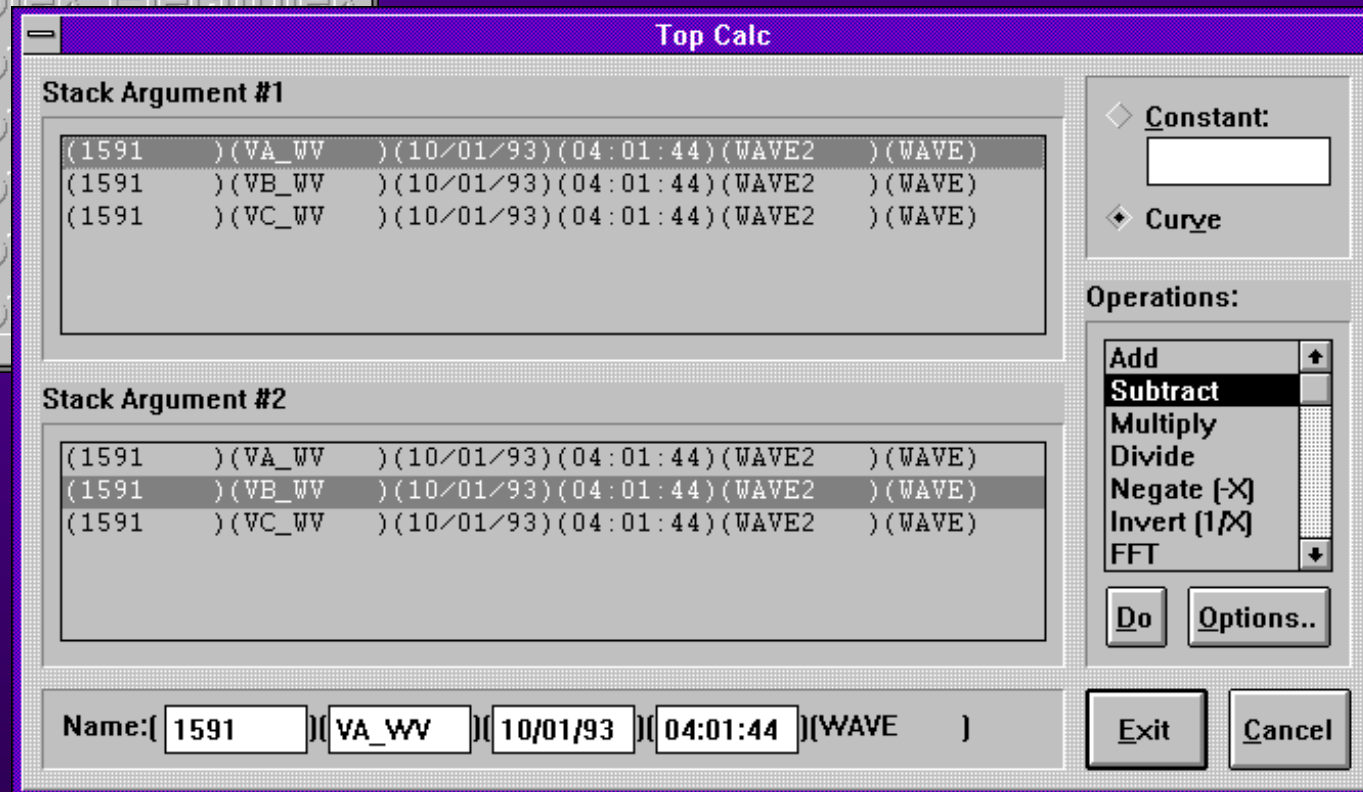 Top Calc
Stack Argument #1
(1591      )(VA_WV    )(10/01/93)(04:01:44)(WAVE2    )(WAVE)
(1591      )(VB_WV    )(10/01/93)(04:01:44)(WAVE2    )(WAVE)
(1591      )(VC_WV    )(10/01/93)(04:01:44)(WAVE2    )(WAVE)
Stack Argument #2
(1591      )(VA_WV    )(10/01/93)(04:01:44)(WAVE2    )(WAVE)
(1591      )(VB_WV    )(10/01/93)(04:01:44)(WAVE2    )(WAVE)
(1591      )(VC_WV    )(10/01/93)(04:01:44)(WAVE2    )(WAVE)
Name:( 1591 )( VA_WV )( 10/01/93 )( 04:01:44 )(WAVE )
Constant:
Curve
Operations:
Add
Subtract
Multiply
Divide
Negate (-X)
Invert (1/X)
FFT
Do Options..
Exit Cancel